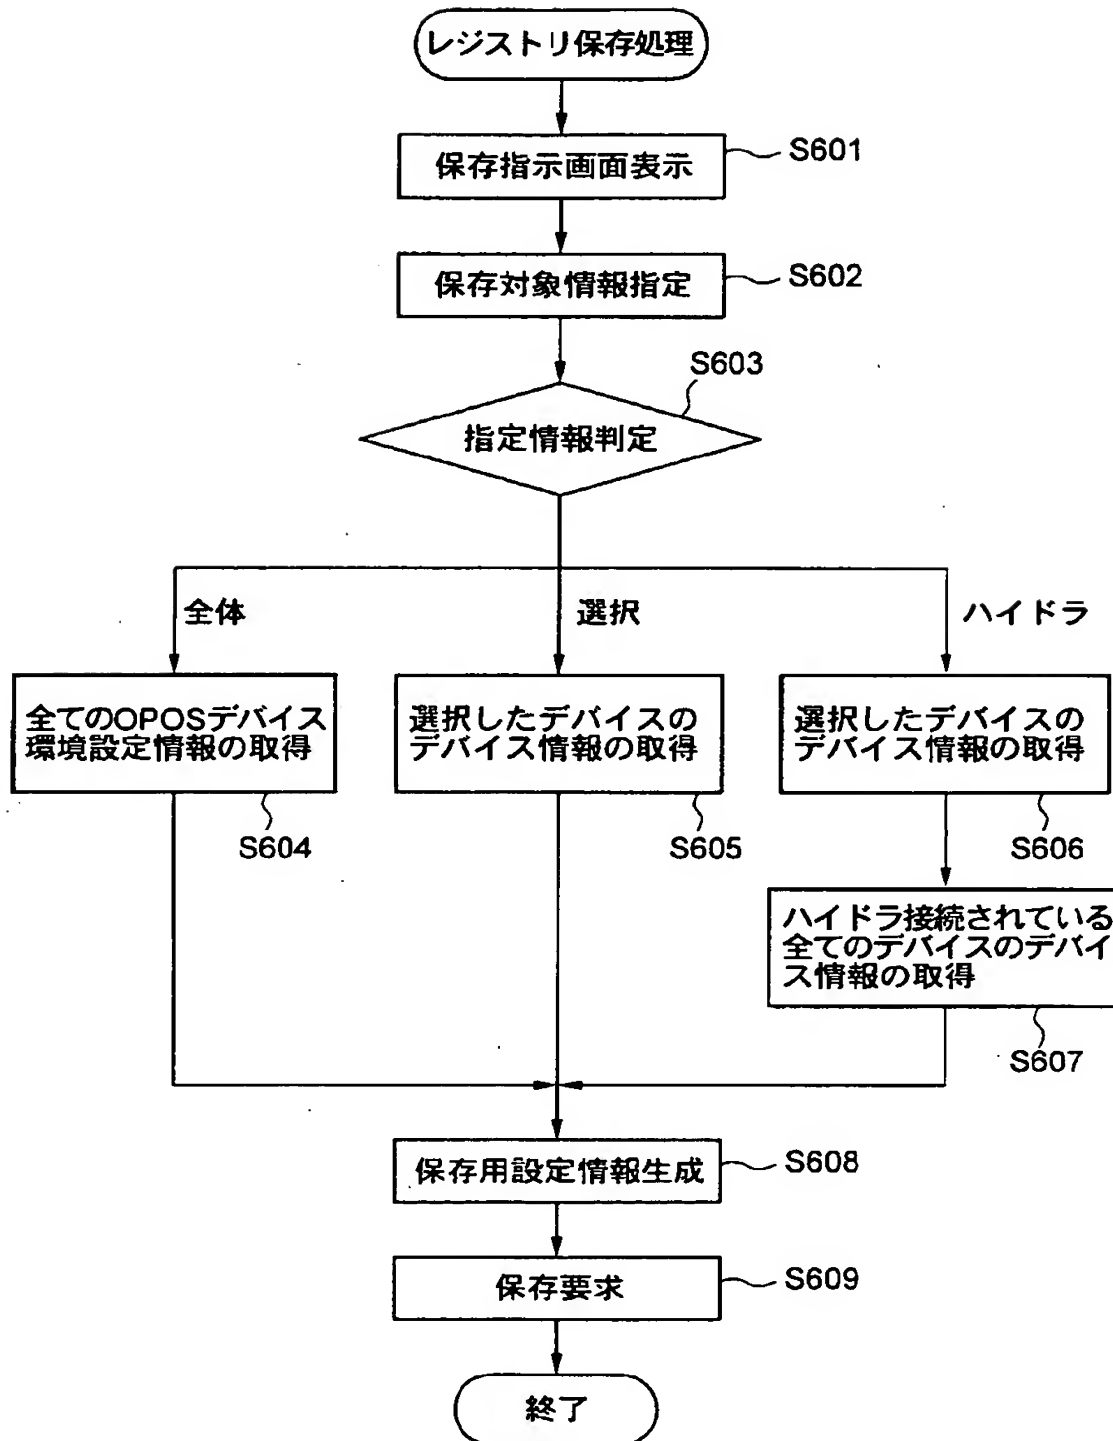 レジストリ保存処理
保存指示画面表示
S601
保存対象情報指定
S602
S603
指定情報判定
全体
選択
ハイドラ
全てのOPOSデバイス
環境設定情報の取得
選択したデバイスの
デバイス情報の取得
選択したデバイスの
デバイス情報の取得
S604
S605
S606
ハイドラ接続されている
全てのデバイスのデバイ
ス情報の取得
S607
保存用設定情報生成
S608
保存要求
S609
終了